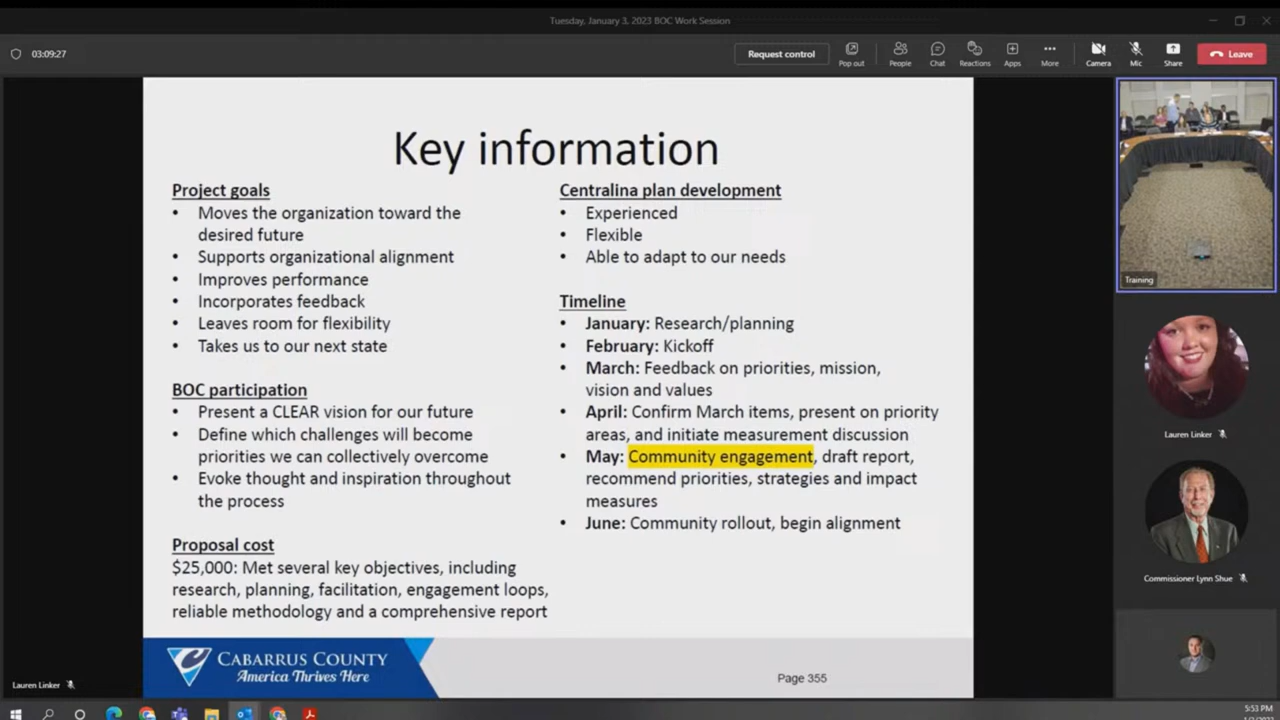 Tuesday, January 3, 2023 BOC Work Session
03:09:27
Request control
Pop out
People
Chat
Reactions
Apps
More
Camera
Mic
Share
Leave
Key information
Project goals
• Moves the organization toward the
desired future
• Supports organizational alignment
• Improves performance
• Incorporates feedback
• Leaves room for flexibility
• Takes us to our next state
BOC participation
• Present a CLEAR vision for our future
• Define which challenges will become
priorities we can collectively overcome
• Evoke thought and inspiration throughout
the process
Proposal cost
$25,000: Met several key objectives, including
research, planning, facilitation, engagement loops,
reliable methodology and a comprehensive report
Centralina plan development
• Experienced
• Flexible
• Able to adapt to our needs
Timeline
• January: Research/planning
• February: Kickoff
• March: Feedback on priorities, mission,
vision and values
• April: Confirm March items, present on priority
areas, and initiate measurement discussion
• May: Community engagement, draft report,
recommend priorities, strategies and impact
measures
• June: Community rollout, begin alignment
CABARRUS COUNTY
America Thrives Here
Page 355
Training
Lauren Linker
Commissioner Lynn Shue
Lauren Linker
5:53 PM